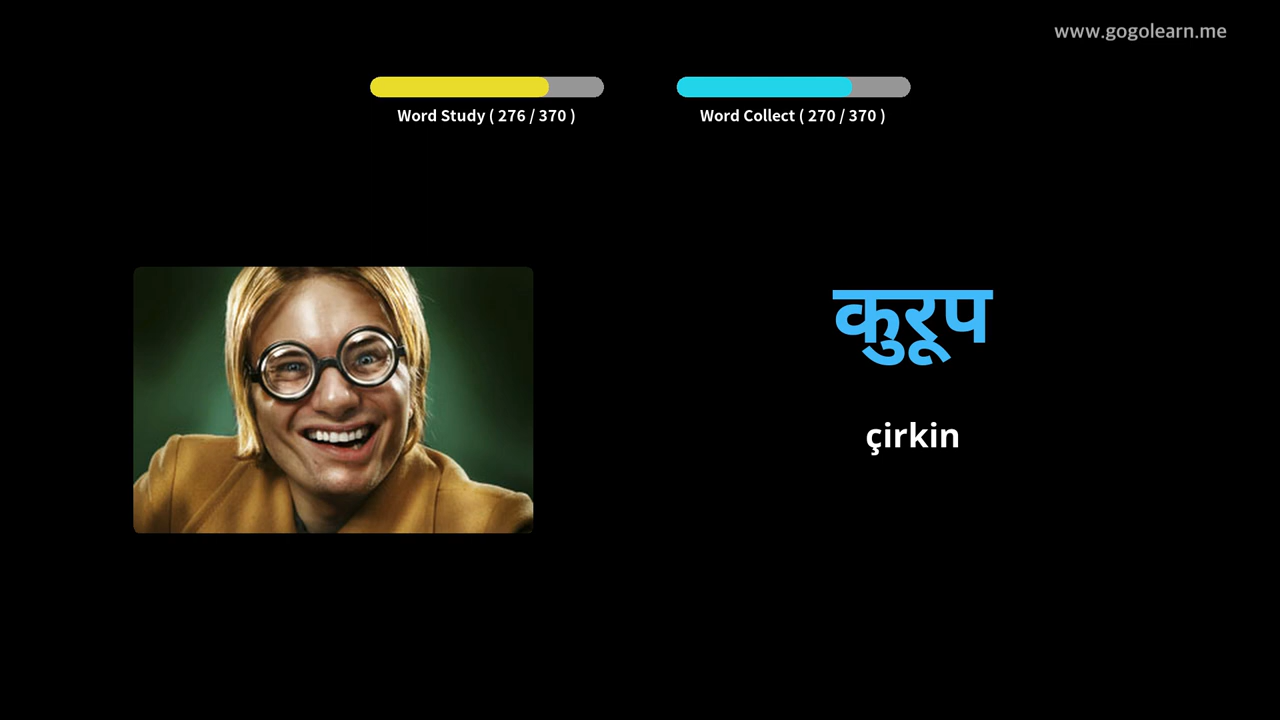 www.gogolearn.me
Word Study ( 276 / 370 )
Word Collect ( 270 / 370 )
कुरूप
çirkin